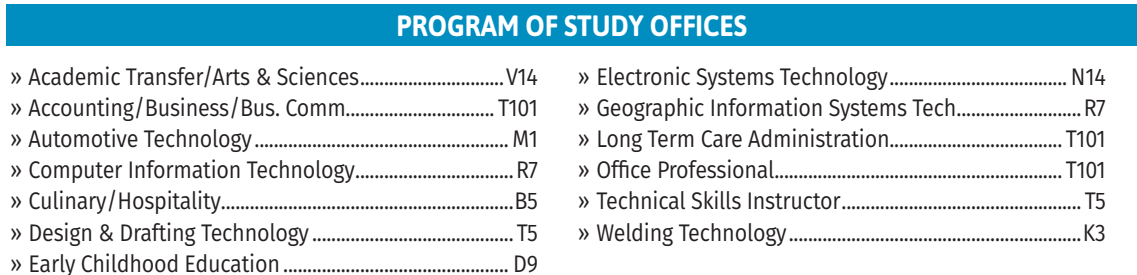 PROGRAM OF STUDY OFFICES
» Academic Transfer/Arts & Sciences..............................V14
» Accounting/Business/Bus. Comm............................... T101
» Automotive Technology ..................................................... M1
» Computer Information Technology................................. R7
» Culinary/Hospitality.............................................................B5
» Design & Drafting Technology .......................................... T5
» Early Childhood Education ............................................... D9
» Electronic Systems Technology..................................... N14
» Geographic Information Systems Tech..........................R7
» Long Term Care Administration.................................... T101
» Office Professional............................................................ T101
» Technical Skills Instructor.................................................. T5
» Welding Technology.............................................................K3